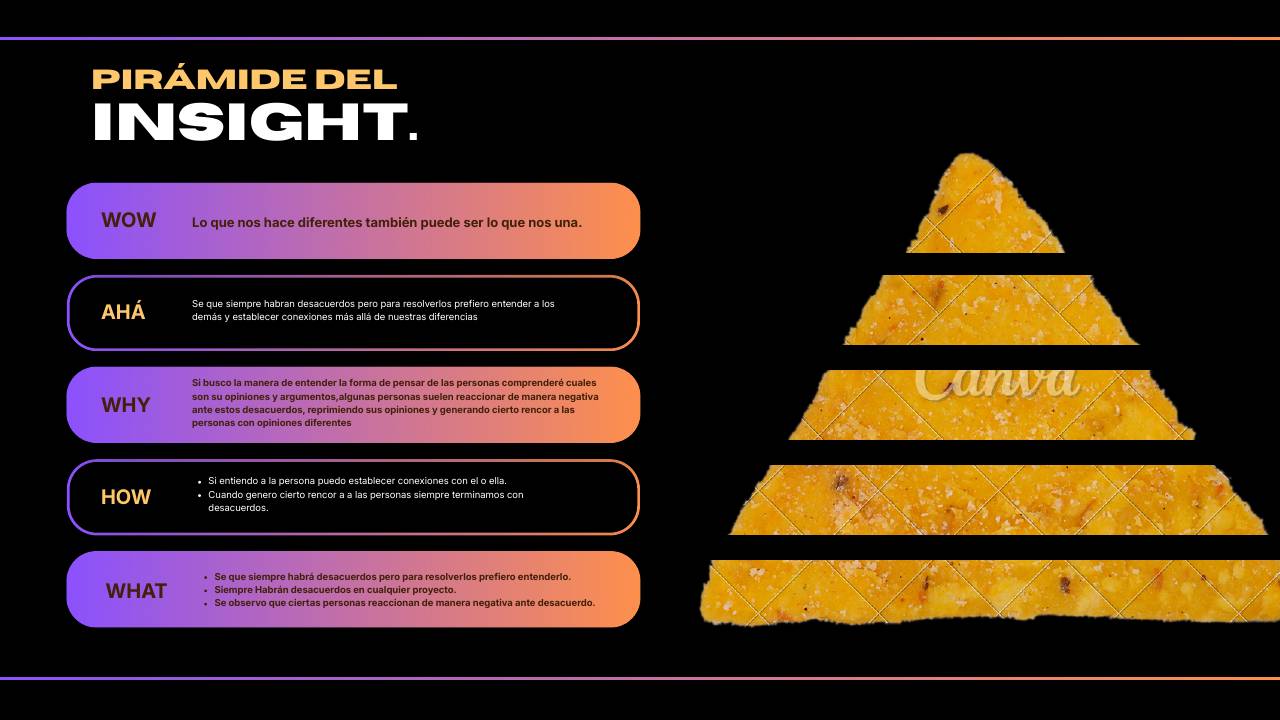 PIRÁMIDE DEL
INSIGHT.
WOW
Lo que nos hace diferentes también puede ser lo que nos una.
AHÁ
Se que siempre habran desacuerdos pero para resolverlos prefiero entender a los
demás y establecer conexiones más allá de nuestras diferencias
WHY
Si busco la manera de entender la forma de pensar de las personas comprenderé cuales
son su opiniones y argumentos,algunas personas suelen reaccionar de manera negativa
ante estos desacuerdos, reprimiendo sus opiniones y generando cierto rencor a las
personas con opiniones diferentes
HOW
• Si entiendo a la persona puedo establecer conexiones con el o ella.
• Cuando genero cierto rencor a a las personas siempre terminamos con
desacuerdos.
WHAT
• Se que siempre habrá desacuerdos pero para resolverlos prefiero entenderlo.
• Siempre Habrán desacuerdos en cualquier proyecto.
• Se observo que ciertas personas reaccionan de manera negativa ante desacuerdo.
Canva